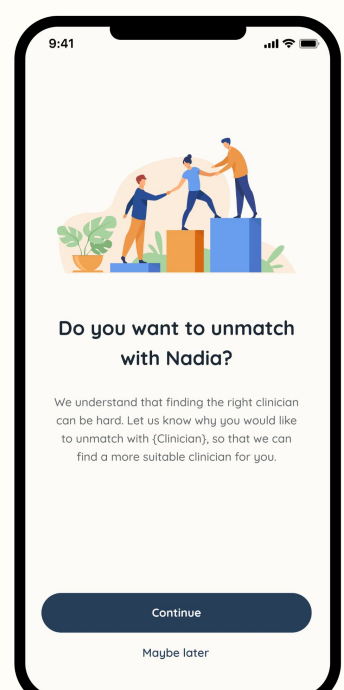 9:41
Do you want to unmatch
with Nadia?
We understand that finding the right clinician
can be hard. Let us know why you would like
to unmatch with {Clinician}, so that we can
find a more suitable clinician for you.
Continue
Maybe later